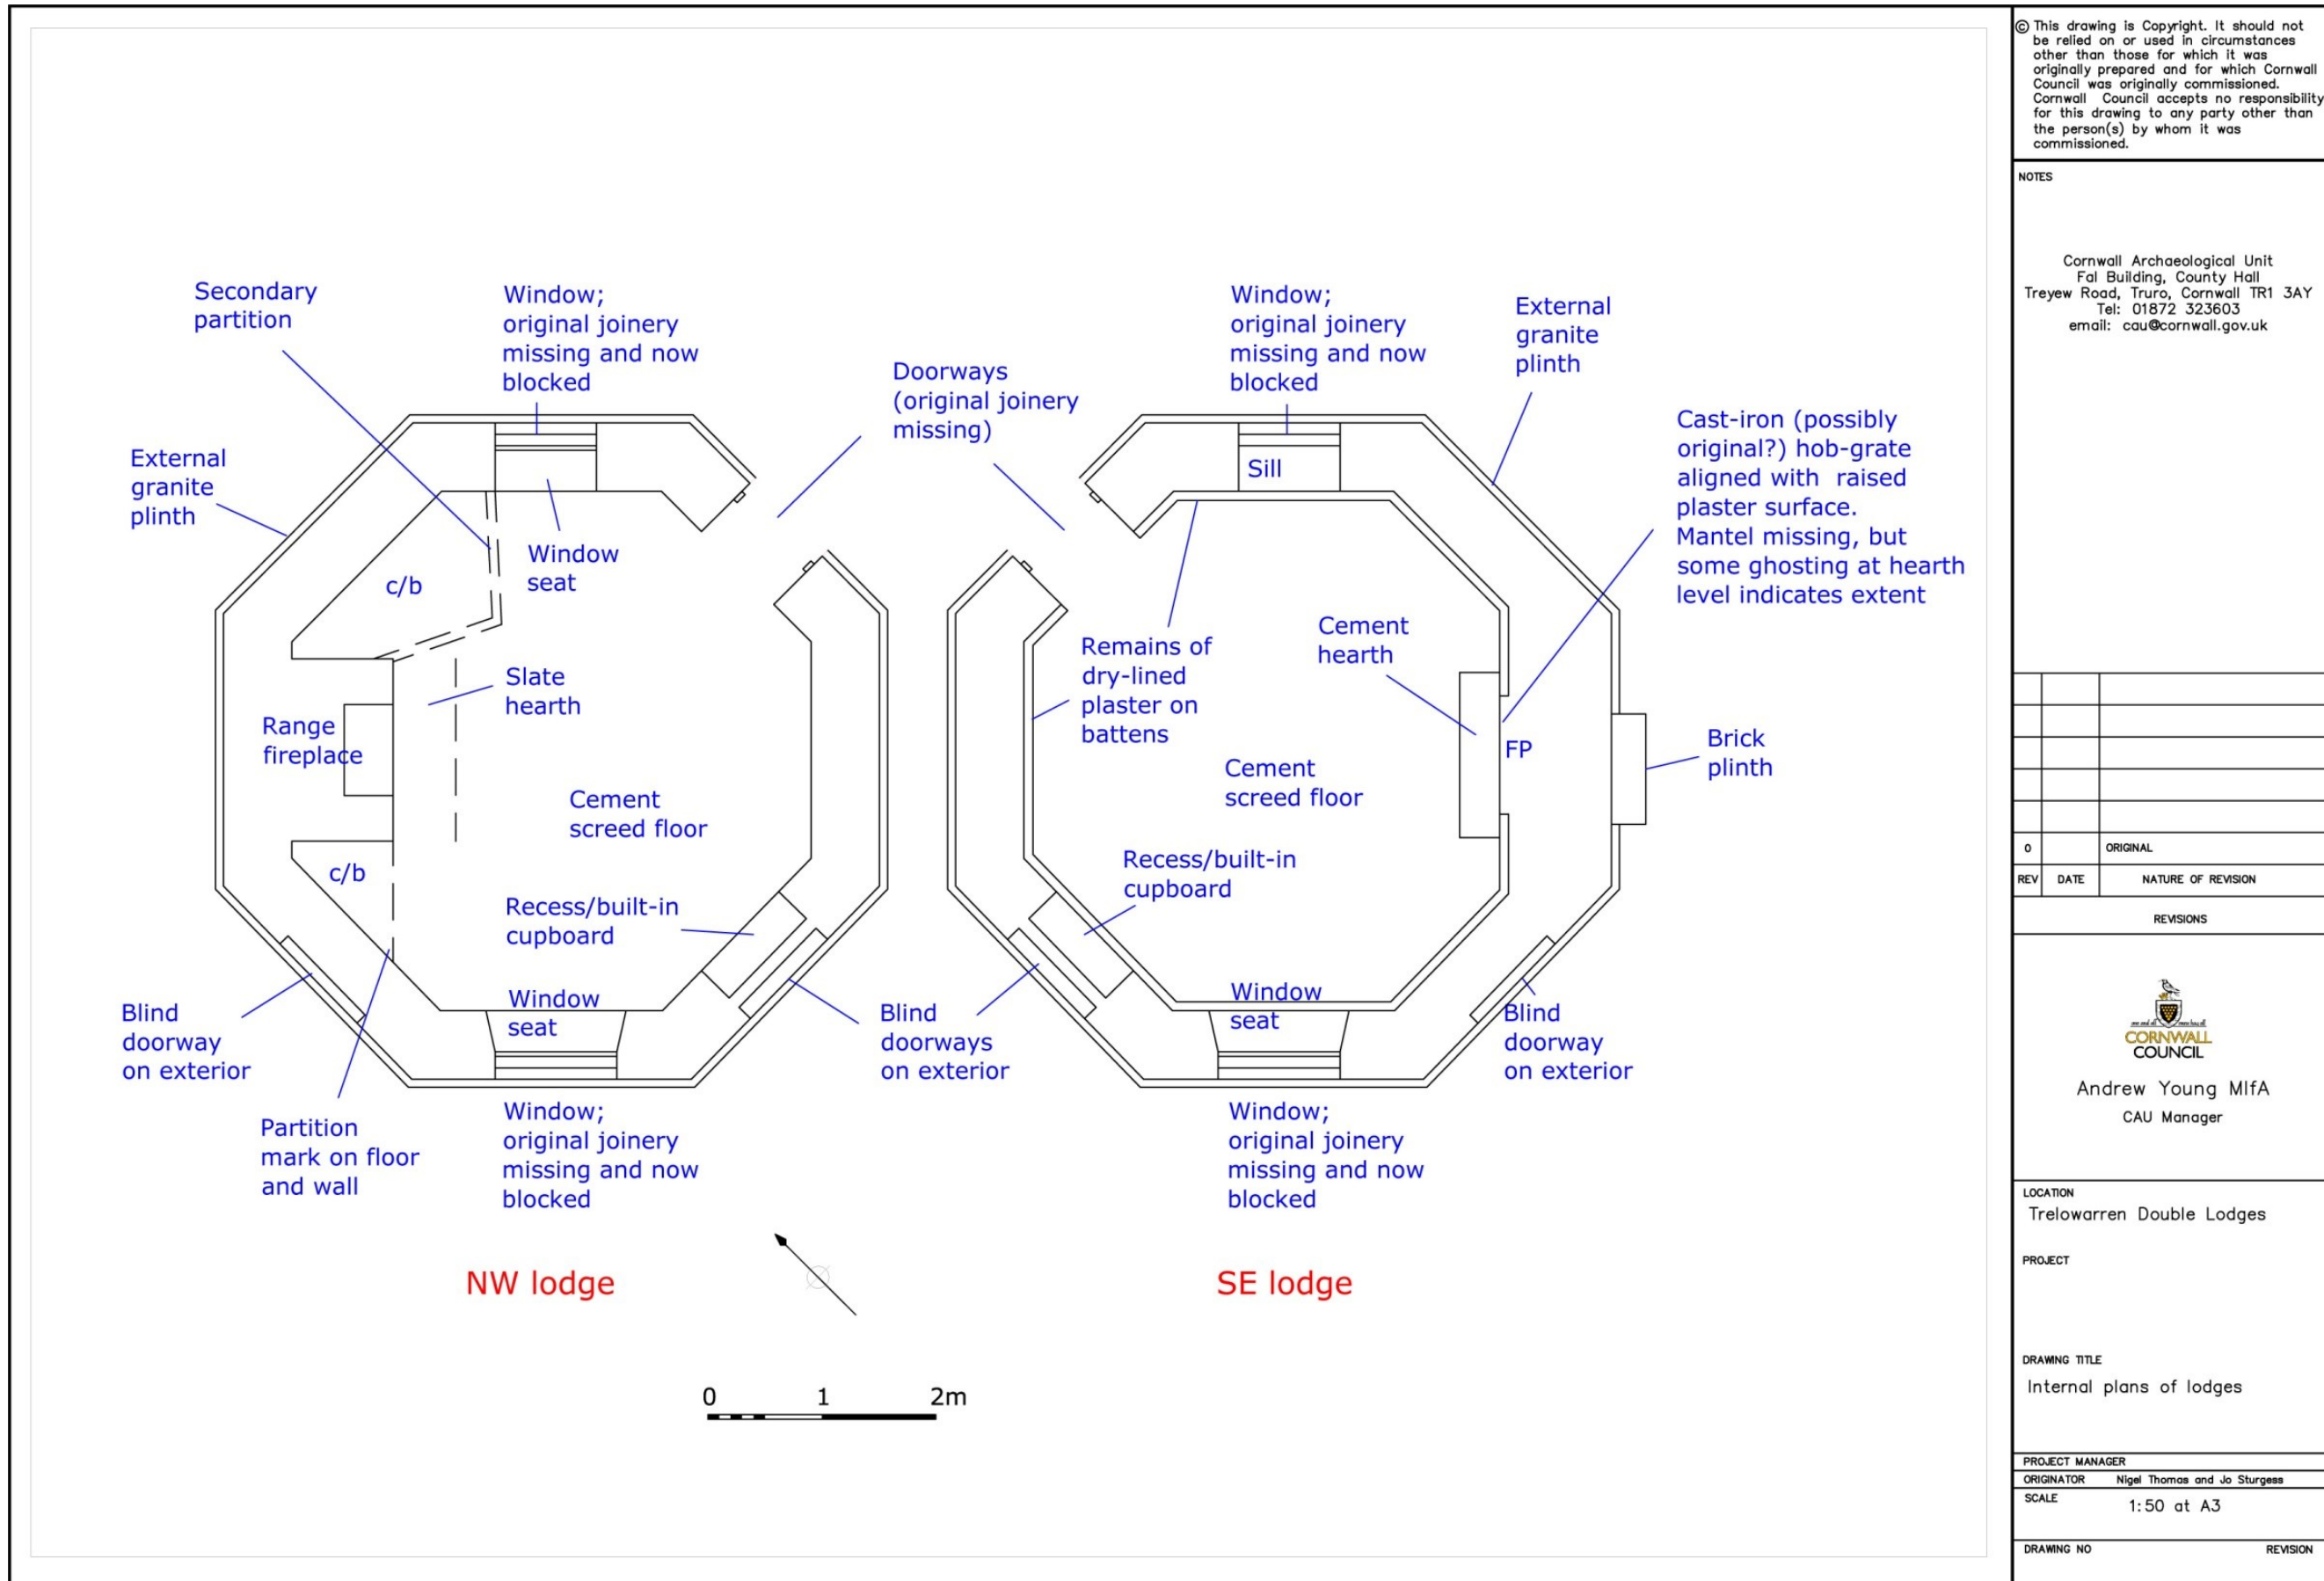 Secondary
partition
Window;
original joinery
missing and now
blocked
Doorways
(original joinery
missing)
Window;
original joinery
missing and now
blocked
External
granite
plinth
Cast-iron (possibly
original?) hob-grate
aligned with  raised
plaster surface.
Mantel missing, but
some ghosting at hearth
level indicates extent
External
granite
plinth
Sill
c/b
Window
seat
Slate
hearth
Remains of
dry-lined
plaster on
battens
Cement
hearth
Range
fireplace
FP
Brick
plinth
Cement
screed floor
Cement
screed floor
c/b
Recess/built-in
cupboard
Recess/built-in
cupboard
Blind
doorway
on exterior
Window
seat
Blind
doorways
on exterior
Window
seat
Blind
doorway
on exterior
Partition
mark on floor
and wall
Window;
original joinery
missing and now
blocked
Window;
original joinery
missing and now
blocked
NW lodge
SE lodge
0 1 2m
© This drawing is Copyright. It should not
be relied on or used in circumstances
other than those for which it was
originally prepared and for which Cornwall
Council was originally commissioned.
Cornwall  Council accepts no responsibility
for this drawing to any party other than
the person(s) by whom it was
commissioned.
NOTES
Cornwall Archaeological Unit
Fal Building, County Hall
Treyew Road, Truro, Cornwall TR1 3AY
Tel: 01872 323603
email: cau@cornwall.gov.uk
0 ORIGINAL
REV DATE NATURE OF REVISION
REVISIONS
CORNWALL
COUNCIL
Andrew Young MIfA
CAU Manager
LOCATION
Trelowarren Double Lodges
PROJECT
DRAWING TITLE
Internal plans of lodges
PROJECT MANAGER
ORIGINATOR Nigel Thomas and Jo Sturgess
SCALE
1:50 at A3
DRAWING NO REVISION